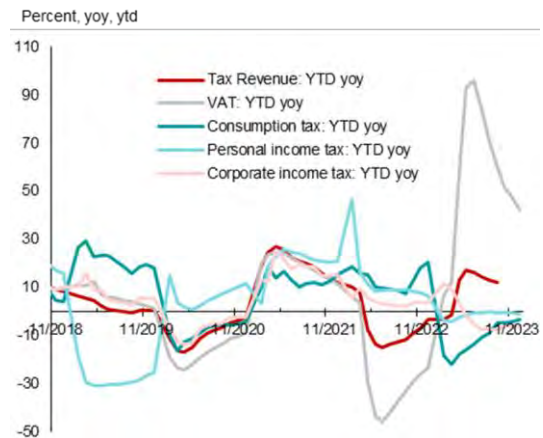 Percent, yoy, ytd
110
90
70
50
30
10
-10
-30
-50
Tax Revenue: YTD yoy
VAT: YTD yoy
Consumption tax: YTD yoy
Personal income tax: YTD yoy
Corporate income tax: YTD yoy
11/2018 11/2019 11/2020 11/2021 11/2022 11/2023